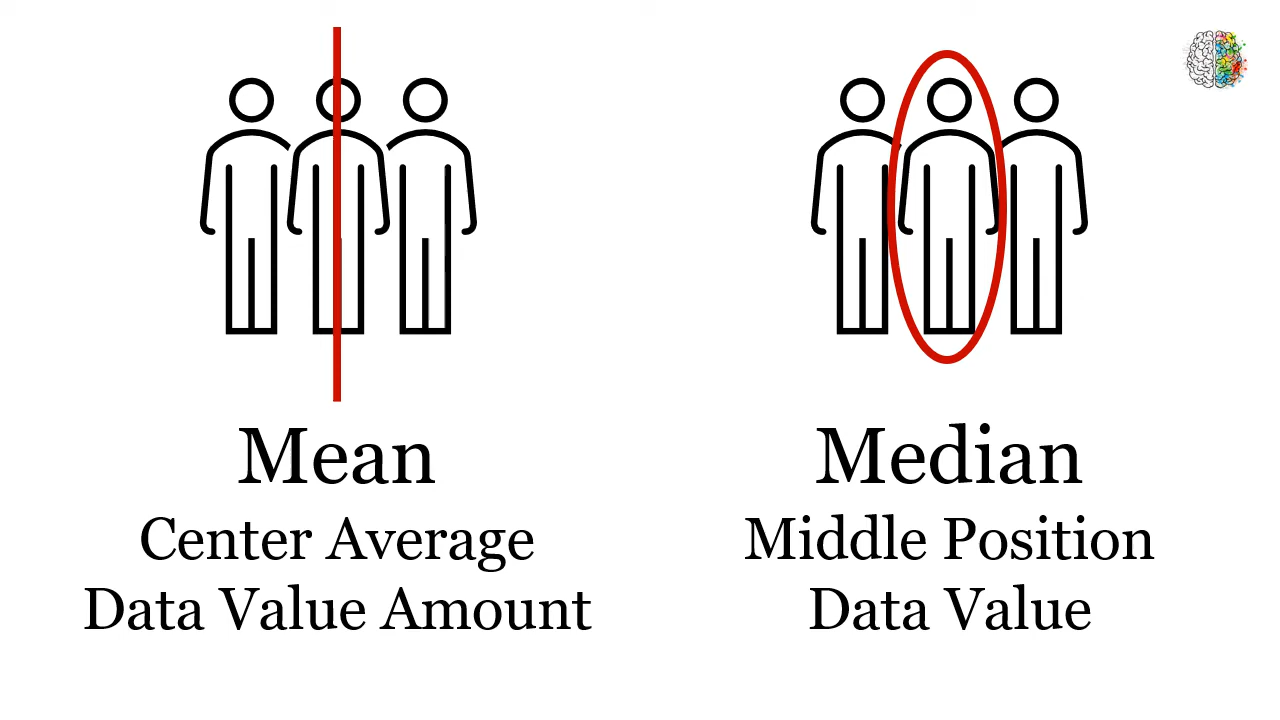 Mean
Center Average
Data Value Amount
Median
Middle Position
Data Value